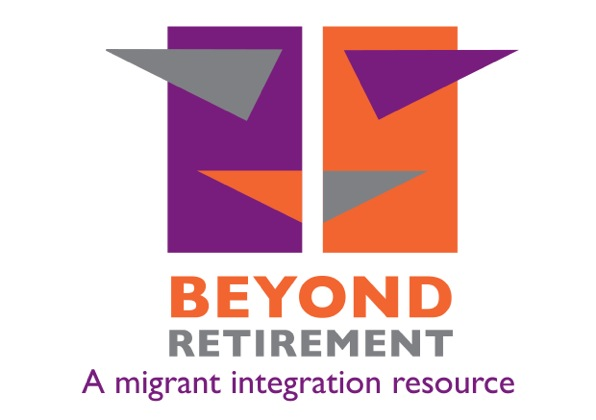 BEYOND
RETIREMENT
A migrant integration resource